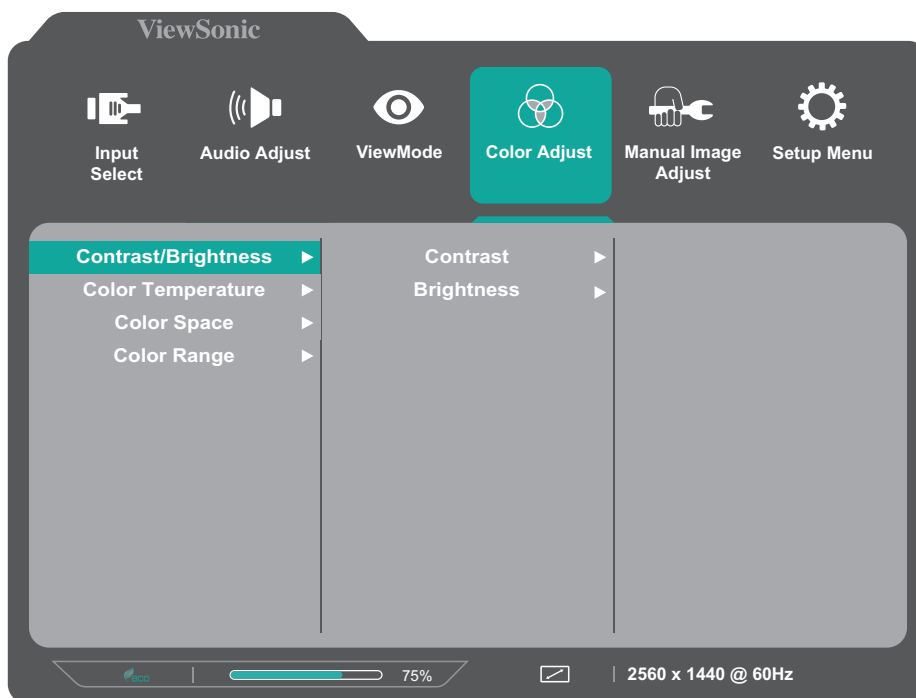 ViewSonic
Input
Select
Audio Adjust
ViewMode
Color Adjust
Manual Image
Adjust
Setup Menu
Contrast/Brightness
Color Temperature
Color Space
Color Range
Contrast
Brightness
eco
75%
2560 x 1440 @ 60Hz